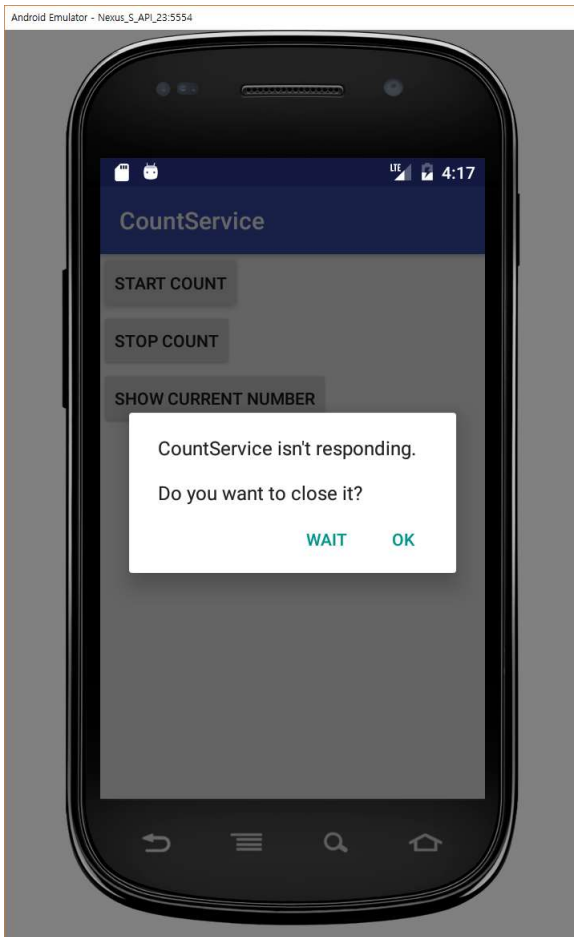 Android Emulator - Nexus_S_API_23:5554
LTE 4:17
CountService
START COUNT
STOP COUNT
SHOW CURRENT NUMBER
CountService isn't responding.
Do you want to close it?
WAIT OK